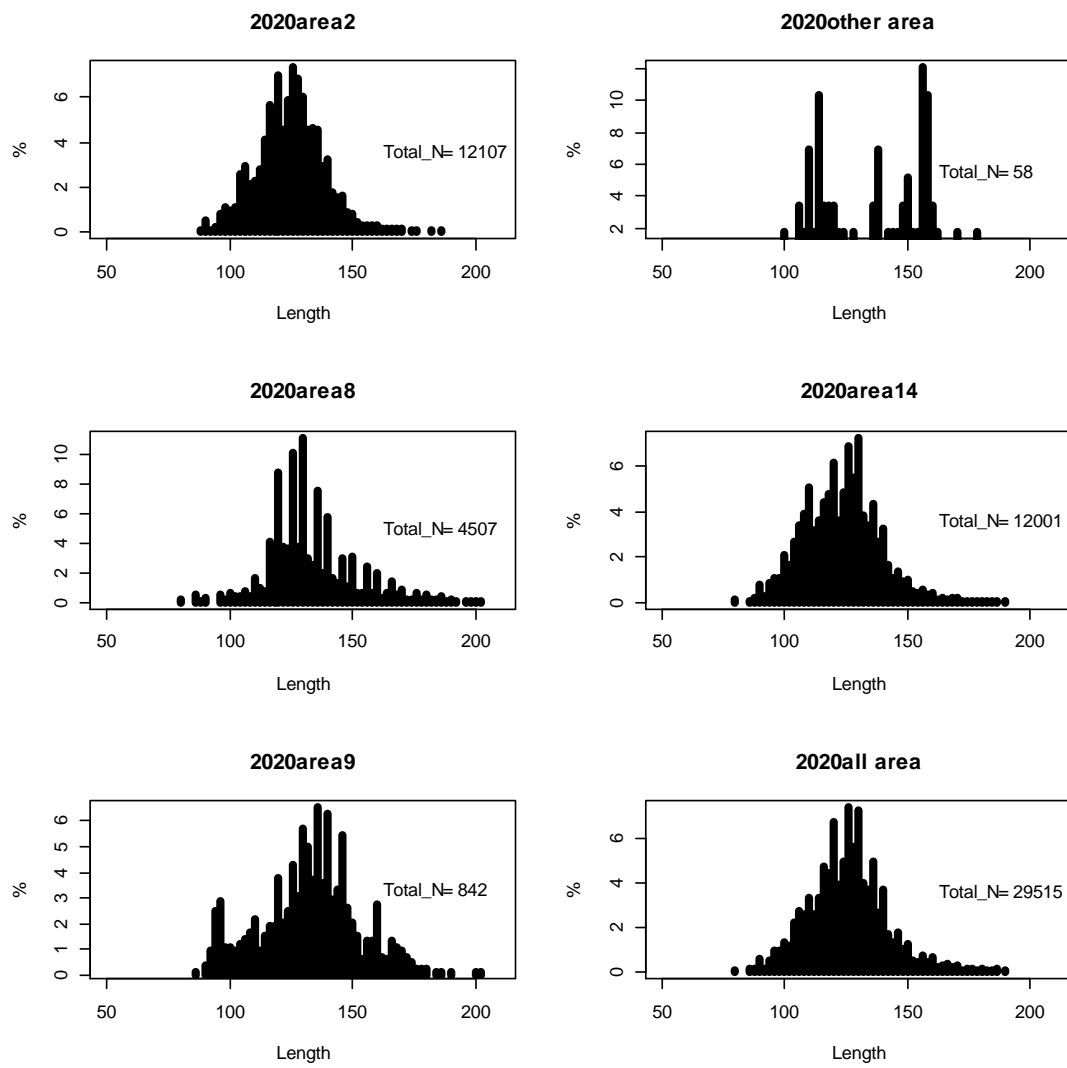 2020area2
%
6
4
2
0
Total_N= 12107
50 100 150 200
Length
2020other area
%
10
8
6
4
2
Total_N= 58
50 100 150 200
Length
2020area8
%
10
8
6
4
2
0
Total_N= 4507
50 100 150 200
Length
2020area14
%
6
4
2
0
Total_N= 12001
50 100 150 200
Length
2020area9
%
6
5
4
3
2
1
0
Total_N= 842
50 100 150 200
Length
2020all area
%
6
4
2
0
Total_N= 29515
50 100 150 200
Length